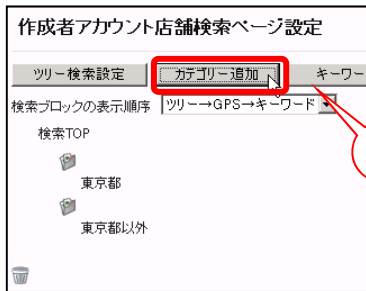 作成者アカウント店舗検索ページ設定
ツリー検索設定 カテゴリー追加 キーワー
検索ブロックの表示順序 ツリー→GPS→キーワード
検索TOP
東京都
東京都以外